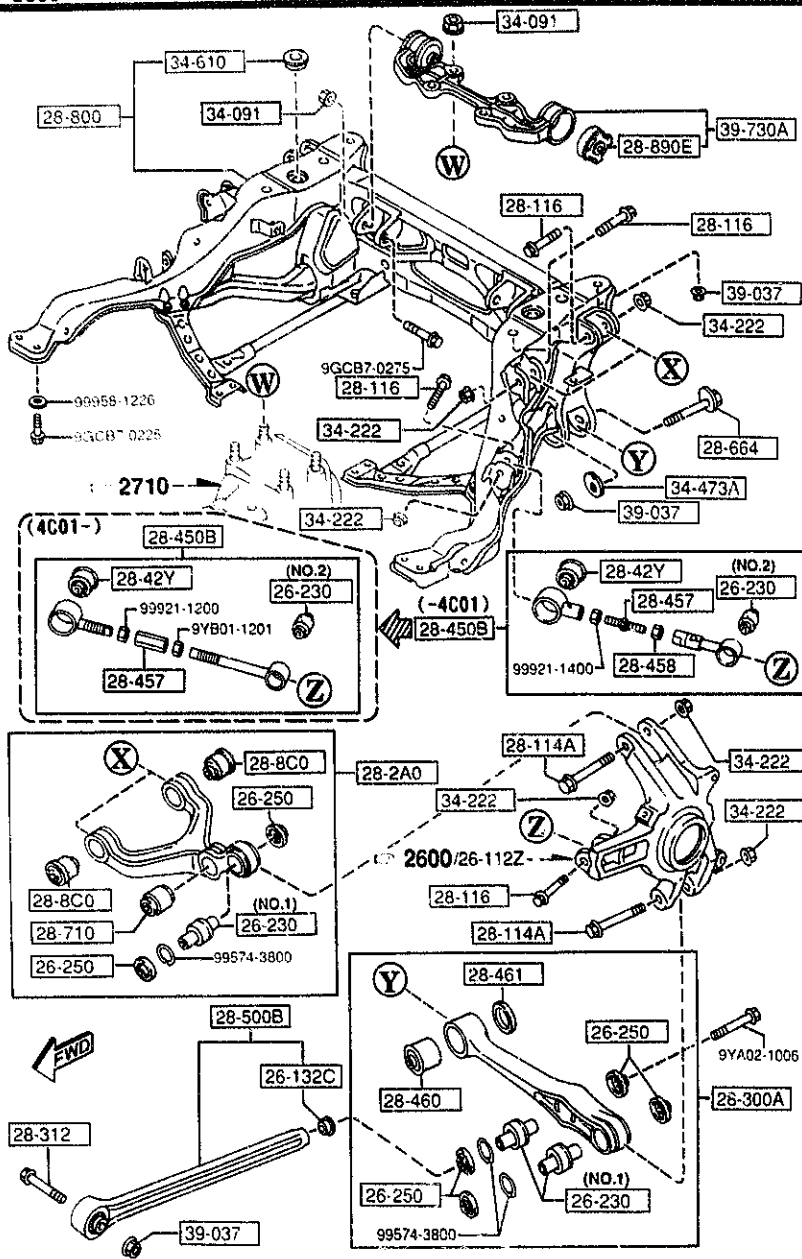 34-091
34-610
28-800
34-091
39-730A
28-890E
W
28-116
28-116
39-037
34-222
9GCB7-0275
28-116
X
W
99958-1226
9GCB7-0225
34-222
28-664
Y
34-473A
2710
34-222
39-037
(4C01-)
28-450B
28-42Y
(NO.2)
26-230
99921-1200
9YB01-1201
28-457
Z
(-4C01)
28-450B
28-42Y
(NO.2)
26-230
28-457
99921-1400
28-458
Z
X
28-8C0
28-2A0
26-250
28-8C0
28-710
(NO.1)
26-230
26-250
99574-3800
28-114A
34-222
34-222
Z
34-222
2600/26-112Z
28-116
28-114A
Y
28-461
26-250
9YA02-1006
28-460
28-300A
26-250
(NO.1)
26-230
99574-3800
FWD
28-500B
26-132C
28-312
39-037